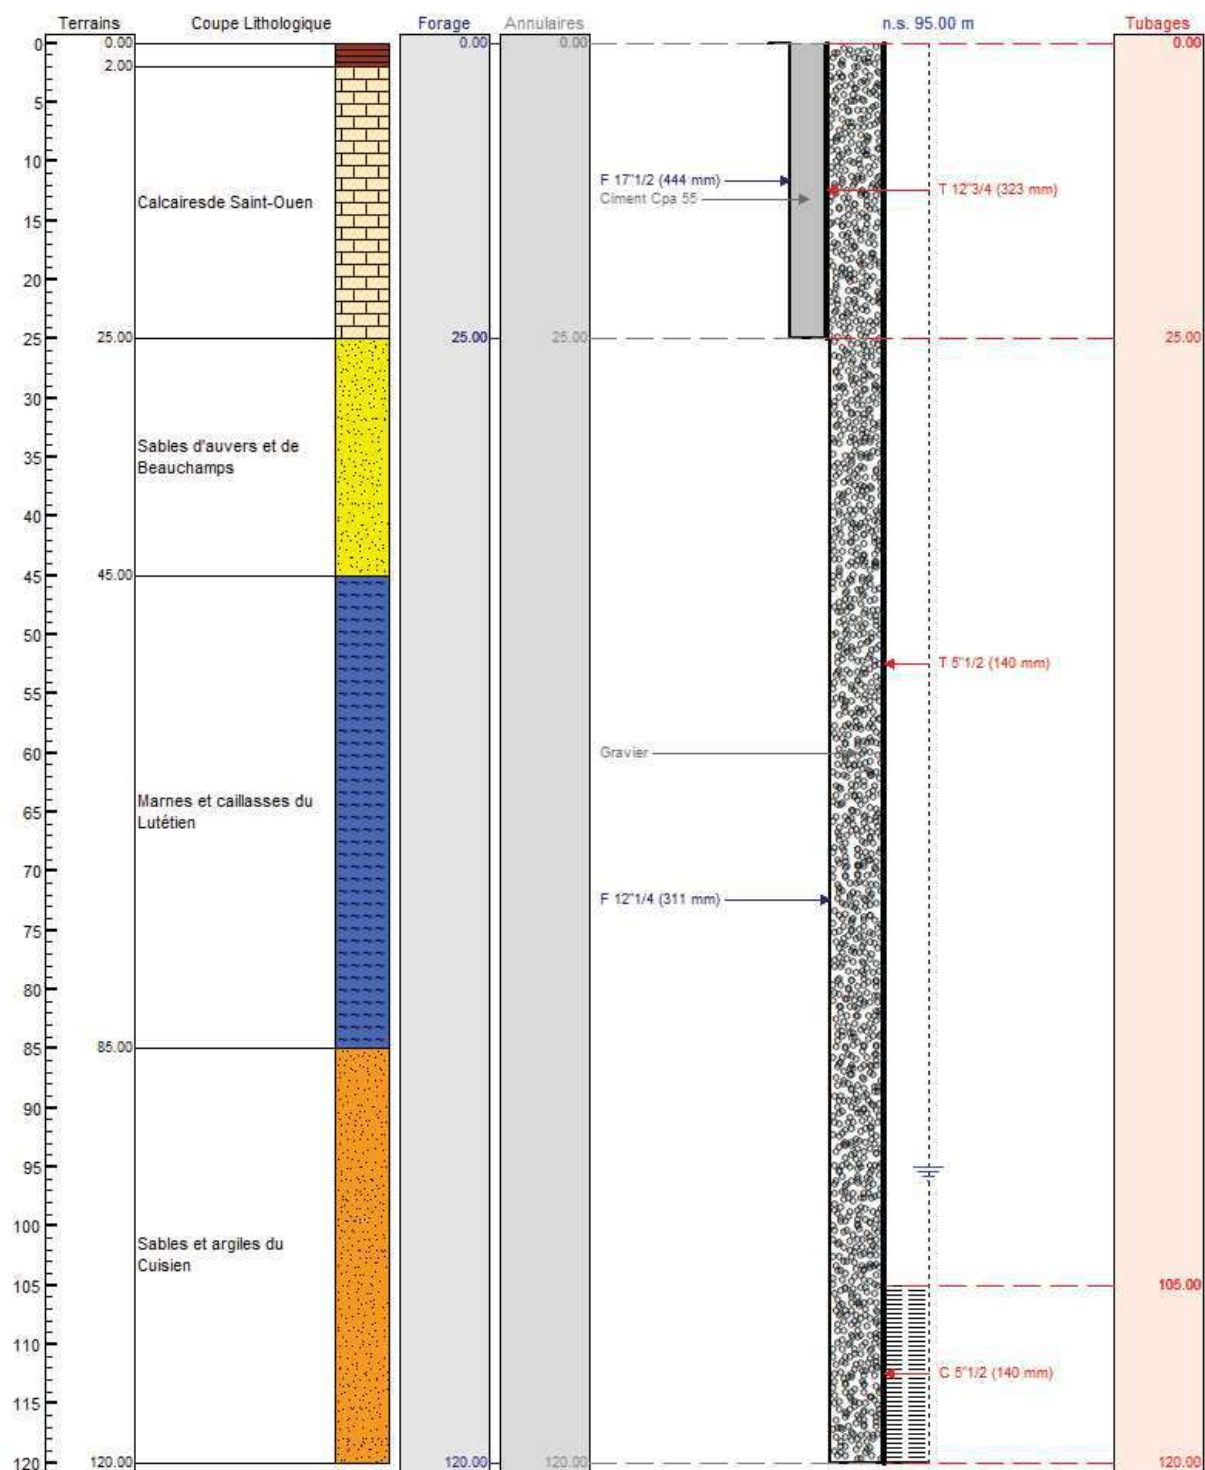 Terrains Coupe Lithologique Forage Annulaires n.s. 95.00 m Tubages
0 0.00 0.00 0.00 0.00
2.00
5
10
F 17"1/2 (444 mm)
T 12"3/4 (323 mm)
Ciment Cpa 55
Calcairesde Saint-Ouen
15
20
25 25.00 25.00 25.00 25.00
30
Sables d'auvers et de
35
Beauchamps
40
45 45.00
50
T 5"1/2 (140 mm)
55
60 Gravier
Marnes et caillasses du
65
Lutétien
70
F 12"1/4 (311 mm)
75
80
85 85.00
90
95
100
Sables et argiles du
Cuisien
105 105.00
110
C 5"1/2 (140 mm)
115
120 120.00 120.00 120.00 120.00